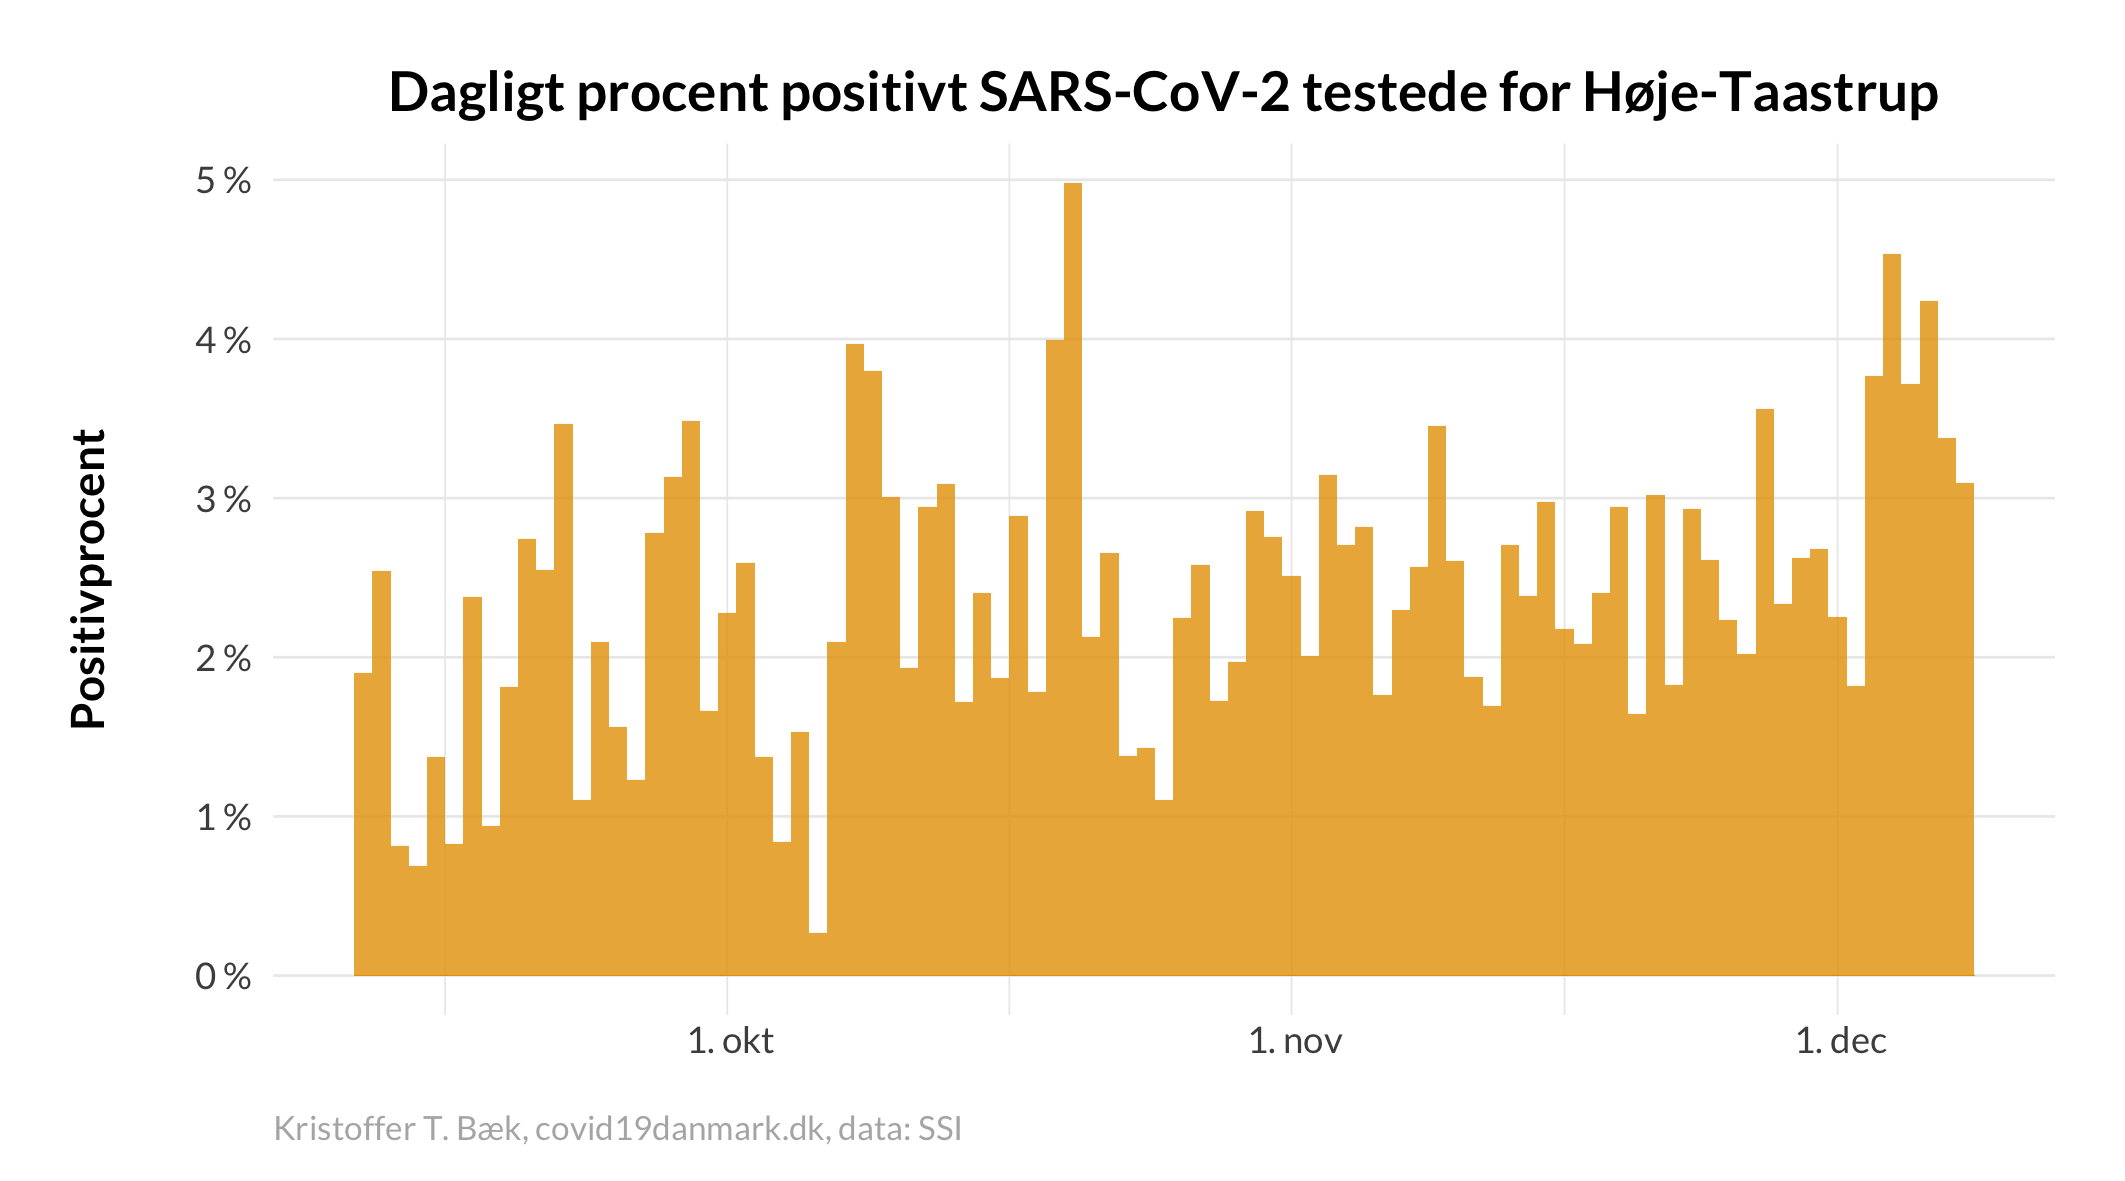 Dagligt procent positivt SARS-CoV-2 testede for Høje-Taastrup
Positivprocent
5 %
4 %
3 %
2 %
1 %
0 %
1. okt
1. nov
1. dec
Kristoffer T. Bæk, covid19danmark.dk, data: SSI